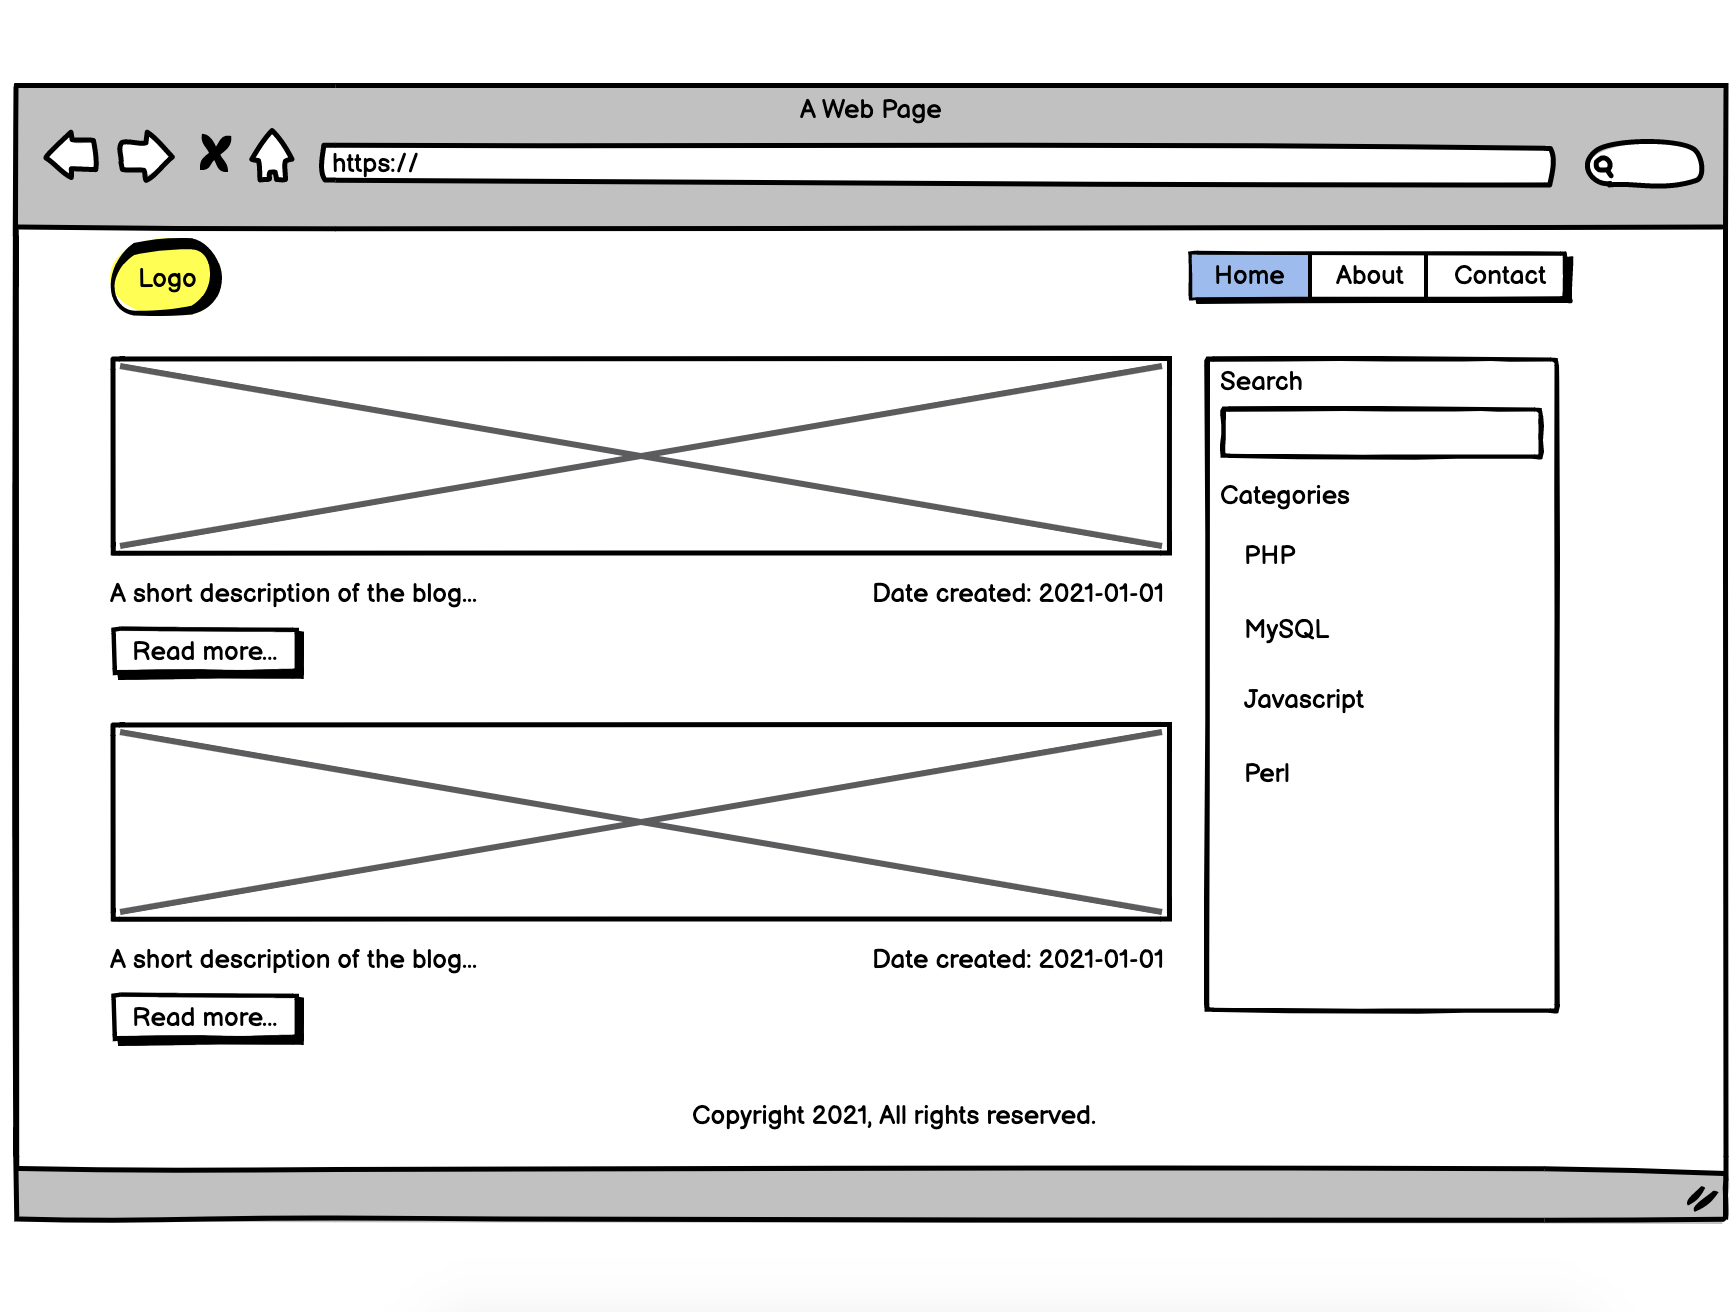 A Web Page
https://
Logo
Home About Contact
Search
Categories
PHP
MySQL
Javascript
Perl
A short description of the blog...
Date created: 2021-01-01
Read more...
A short description of the blog...
Date created: 2021-01-01
Read more...
Copyright 2021, All rights reserved.